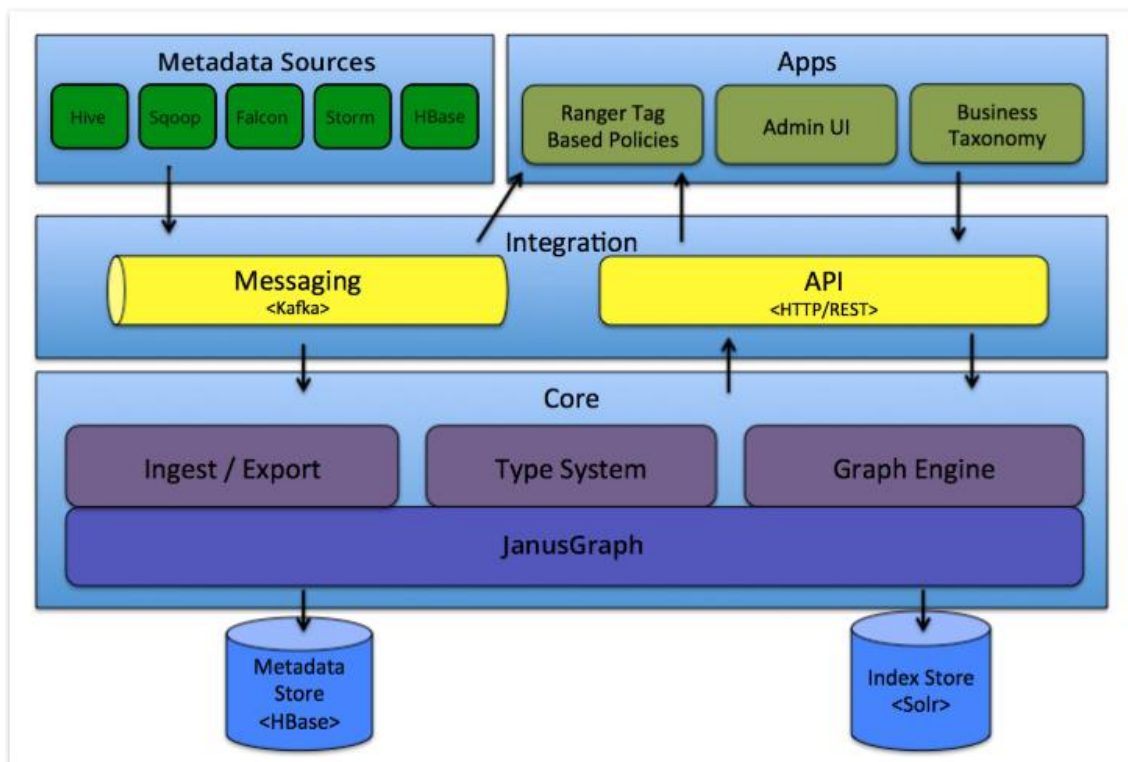 Metadata Sources
Hive
Sqoop
Falcon
Storm
HBase
Apps
Ranger Tag
Based Policies
Admin UI
Business
Taxonomy
Integration
Messaging
<Kafka>
API
<HTTP/REST>
Core
Ingest / Export
Type System
Graph Engine
JanusGraph
Metadata
Store
<HBase>
Index Store
<Solr>